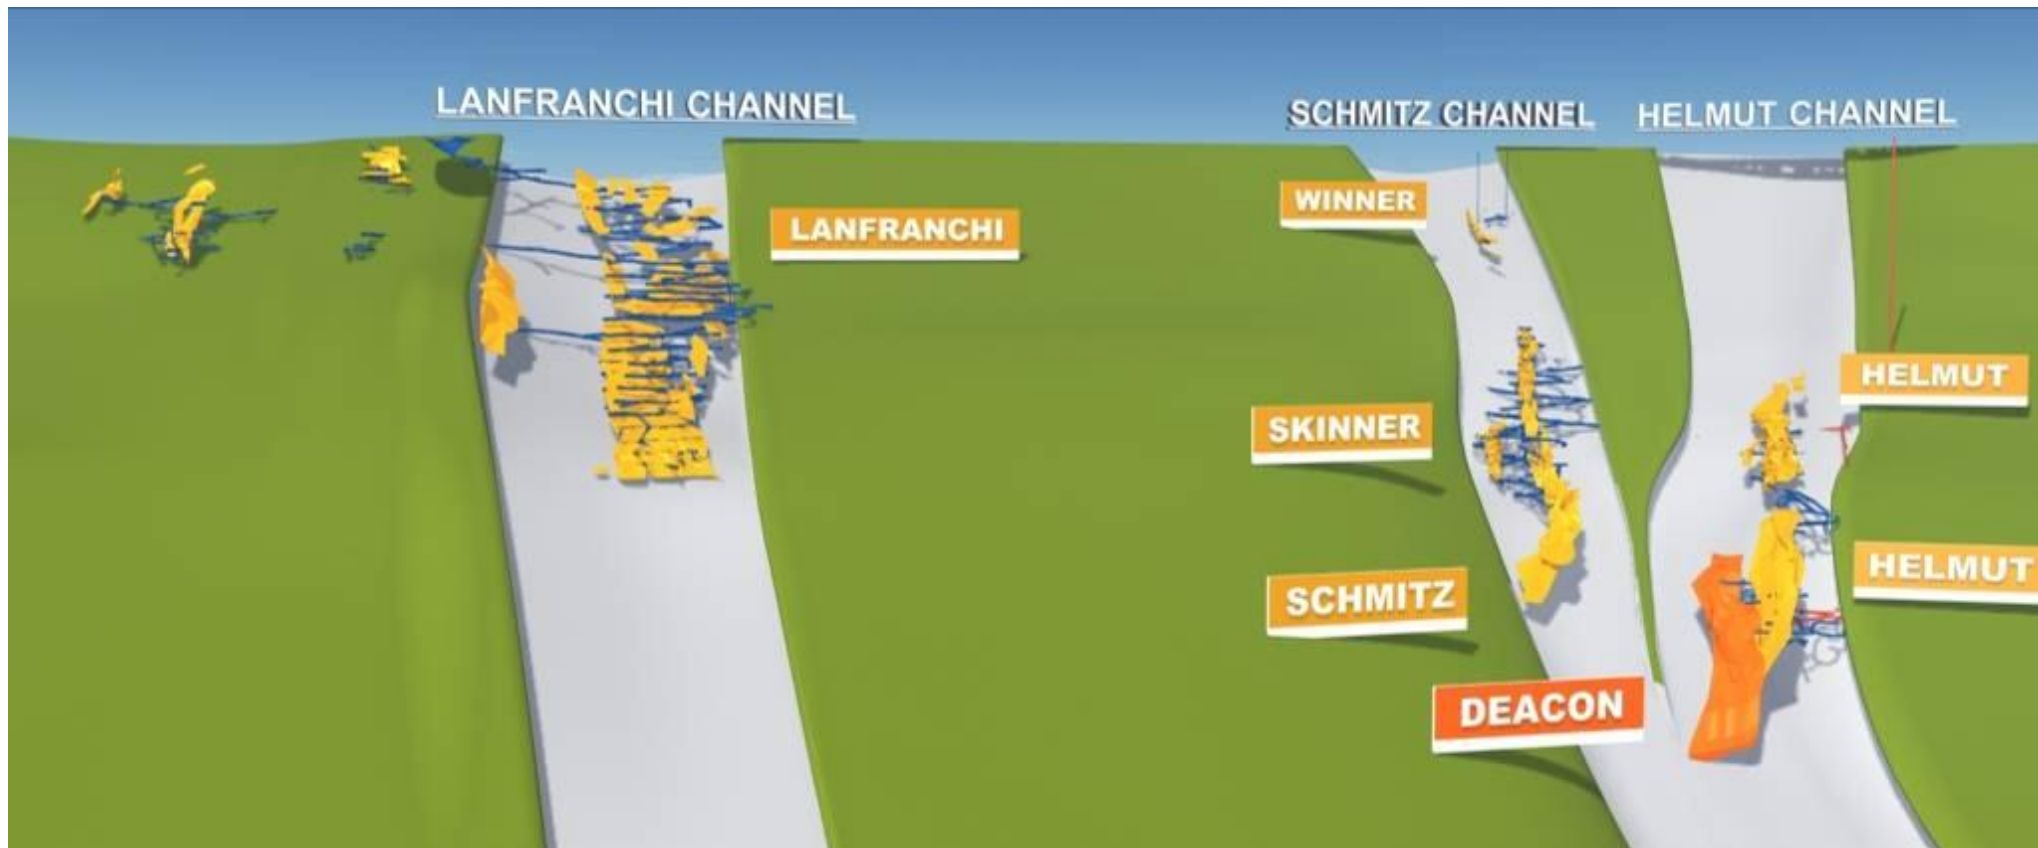 LANFRANCHI CHANNEL
SCHMITZ CHANNEL
HELMUT CHANNEL
WINNER
LANFRANCHI
HELMUT
SKINNER
HELMUT
SCHMITZ
DEACON